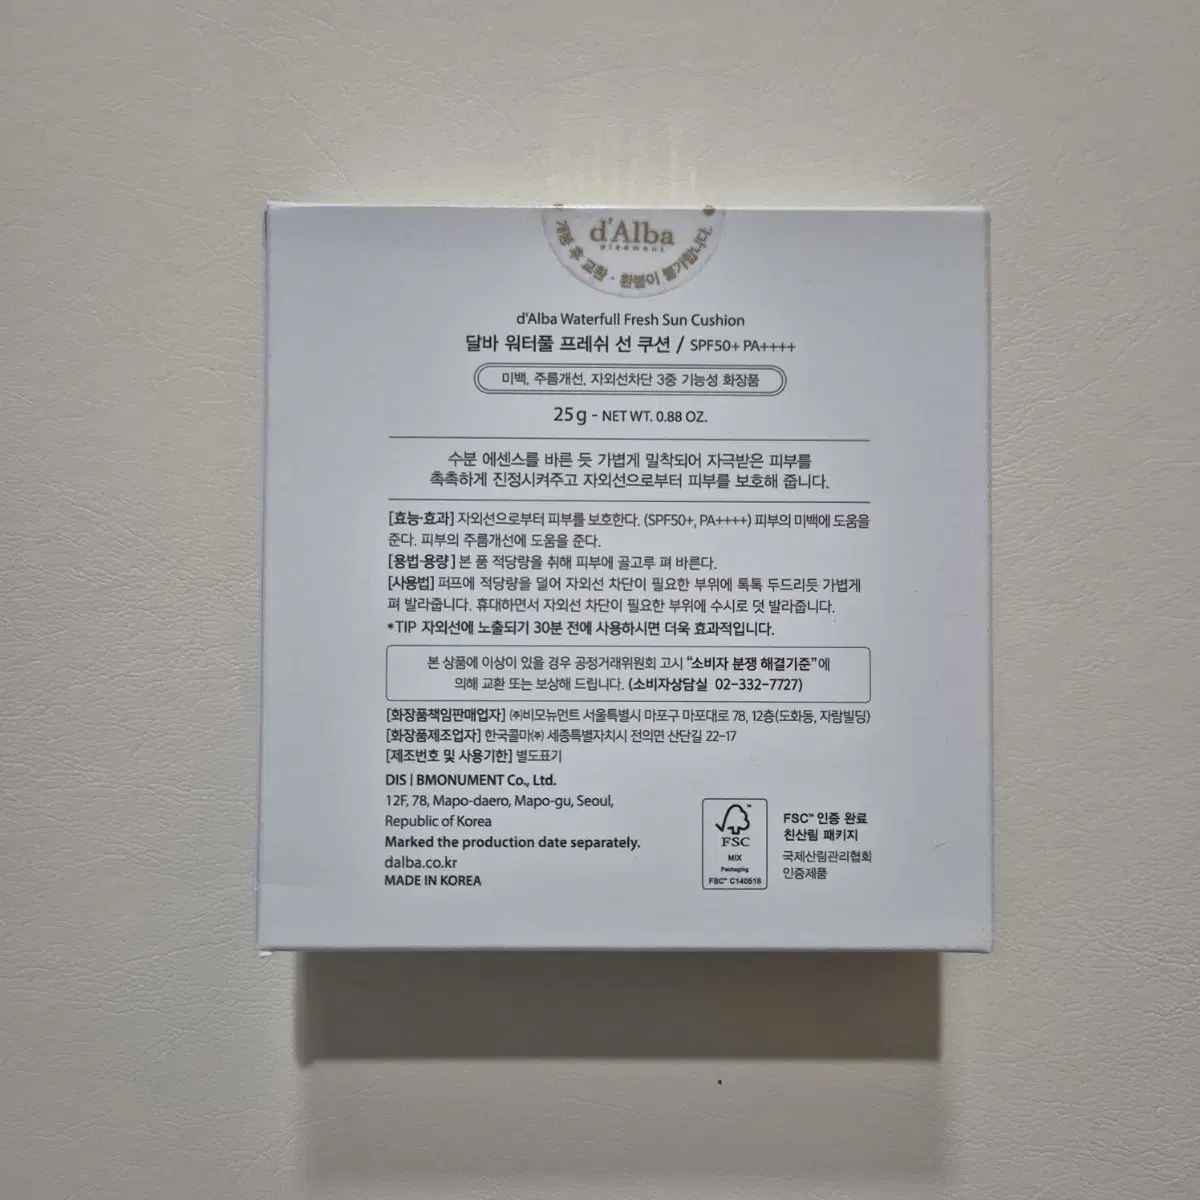 d'Alba
piedmont
개봉 후 교환·환불이 불가합니다.
d'Alba Waterfull Fresh Sun Cushion
달바 워터풀 프레쉬 선 쿠션 / SPF50+ PA++++
미백, 주름개선, 자외선차단 3중 기능성 화장품
25g - NET WT. 0.88 OZ.
수분 에센스를 바른 듯 가볍게 밀착되어 자극받은 피부를
촉촉하게 진정시켜주고 자외선으로부터 피부를 보호해 줍니다.
[효능·효과] 자외선으로부터 피부를 보호한다. (SPF50+, PA++++) 피부의 미백에 도움을
준다. 피부의 주름개선에 도움을 준다.
[용법·용량] 본 품 적당량을 취해 피부에 골고루 펴 바른다.
[사용법] 퍼프에 적당량을 덜어 자외선 차단이 필요한 부위에 톡톡 두드리듯 가볍게
펴 발라줍니다. 휴대하면서 자외선 차단이 필요한 부위에 수시로 덧 발라줍니다.
*TIP 자외선에 노출되기 30분 전에 사용하시면 더욱 효과적입니다.
본 상품에 이상이 있을 경우 공정거래위원회 고시 "소비자 분쟁 해결기준"에
의해 교환 또는 보상해 드립니다. (소비자상담실 02-332-7727)
[화장품책임판매업자] ㈜비모뉴먼트 서울특별시 마포구 마포대로 78, 12층(도화동, 자람빌딩)
[화장품제조업자] 한국콜마㈜ 세종특별자치시 전의면 산단길 22-17
[제조번호 및 사용기한] 별도표기
DIS | BMONUMENT Co., Ltd.
12F, 78, Mapo-daero, Mapo-gu, Seoul,
Republic of Korea
Marked the production date separately.
dalba.co.kr
MADE IN KOREA
FSC
MIX
Packaging
FSC™ C140518
FSC™ 인증 완료
친산림 패키지
국제산림관리협회
인증제품